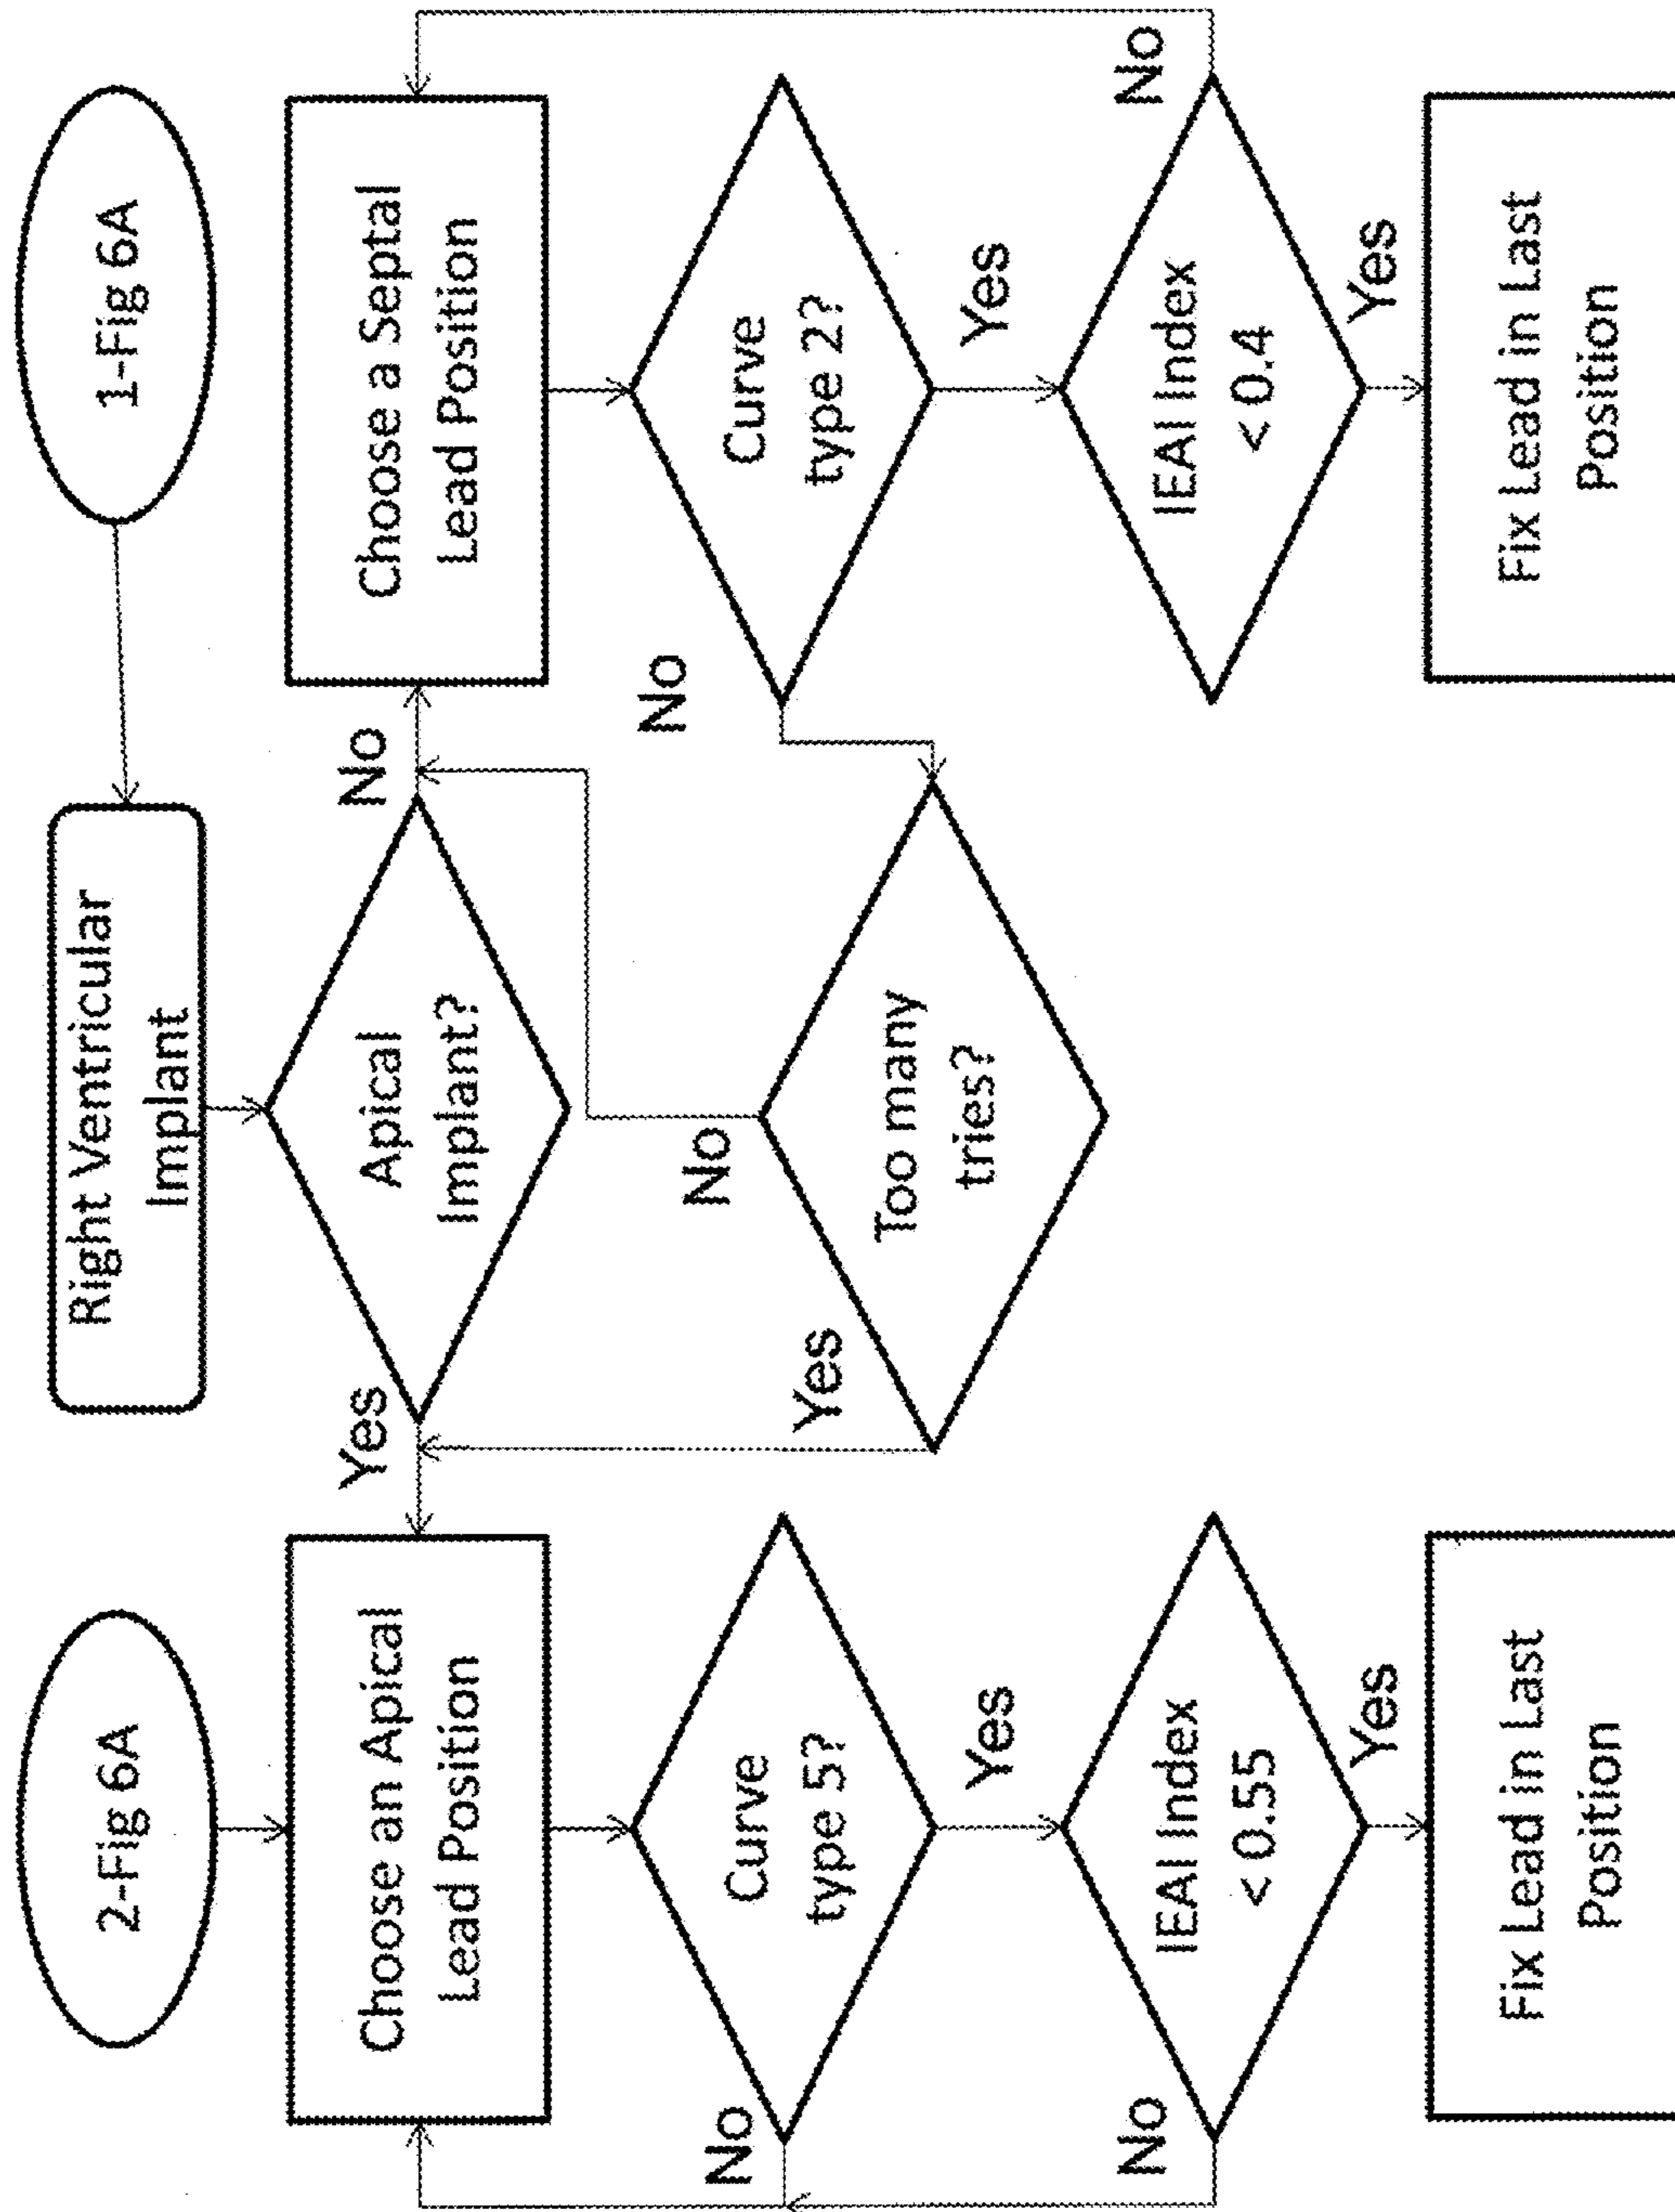 2-Fig 6A
Right Ventricular
Implant
1-Fig 6A
Choose an Apical
Lead Position
Yes
Apical
Implant?
No
Choose a Septal
Lead Position
No
Curve
type 5?
Yes
Yes
Too many
tries?
No
No
Curve
type 2?
Yes
No
IEAI Index
< 0.55
Yes
IEAI Index
< 0.4
No
Yes
Fix Lead in Last
Position
Fix Lead in Last
Position